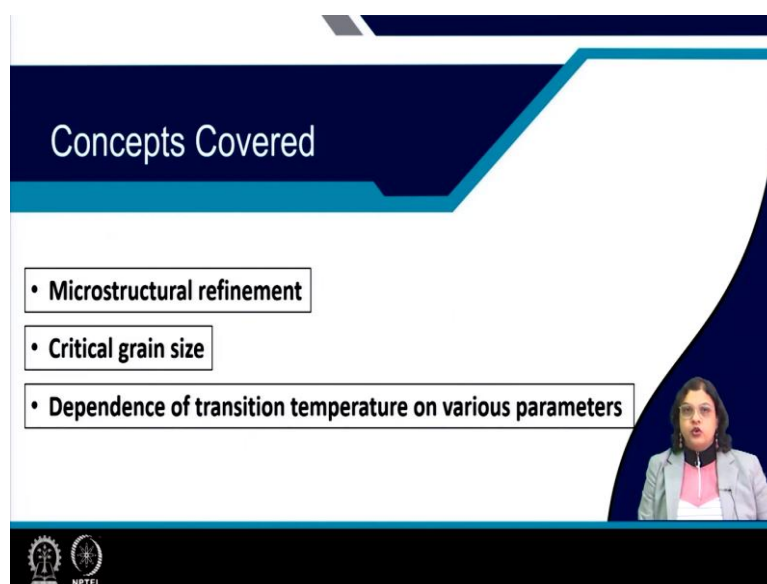 Concepts Covered
• Microstructural refinement
• Critical grain size
• Dependence of transition temperature on various parameters
NPTEL